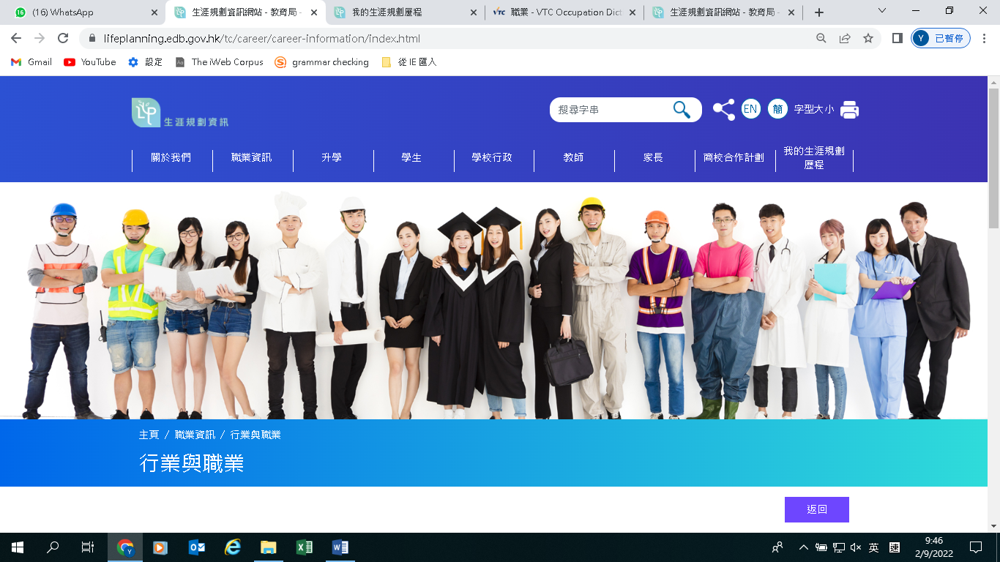 (16) WhatsApp
生涯規劃資訊網站 - 教育局 -
我的生涯規劃歷程
VTC 職業 - VTC Occupation Dict
生涯規劃資訊網站 - 教育局 -
lifeplanning.edb.gov.hk/tc/career/career-information/index.html
Y 已暫停
Gmail
YouTube
設定
Aa The iWeb Corpus
S grammar checking
從 IE 匯入
LP 生涯規劃資訊
搜尋字串
EN
簡
字型大小
關於我們
職業資訊
升學
學生
學校行政
教師
家長
商校合作計劃
我的生涯規劃
歷程
主頁 / 職業資訊 / 行業與職業
行業與職業
返回
英
速
9:46
2/9/2022